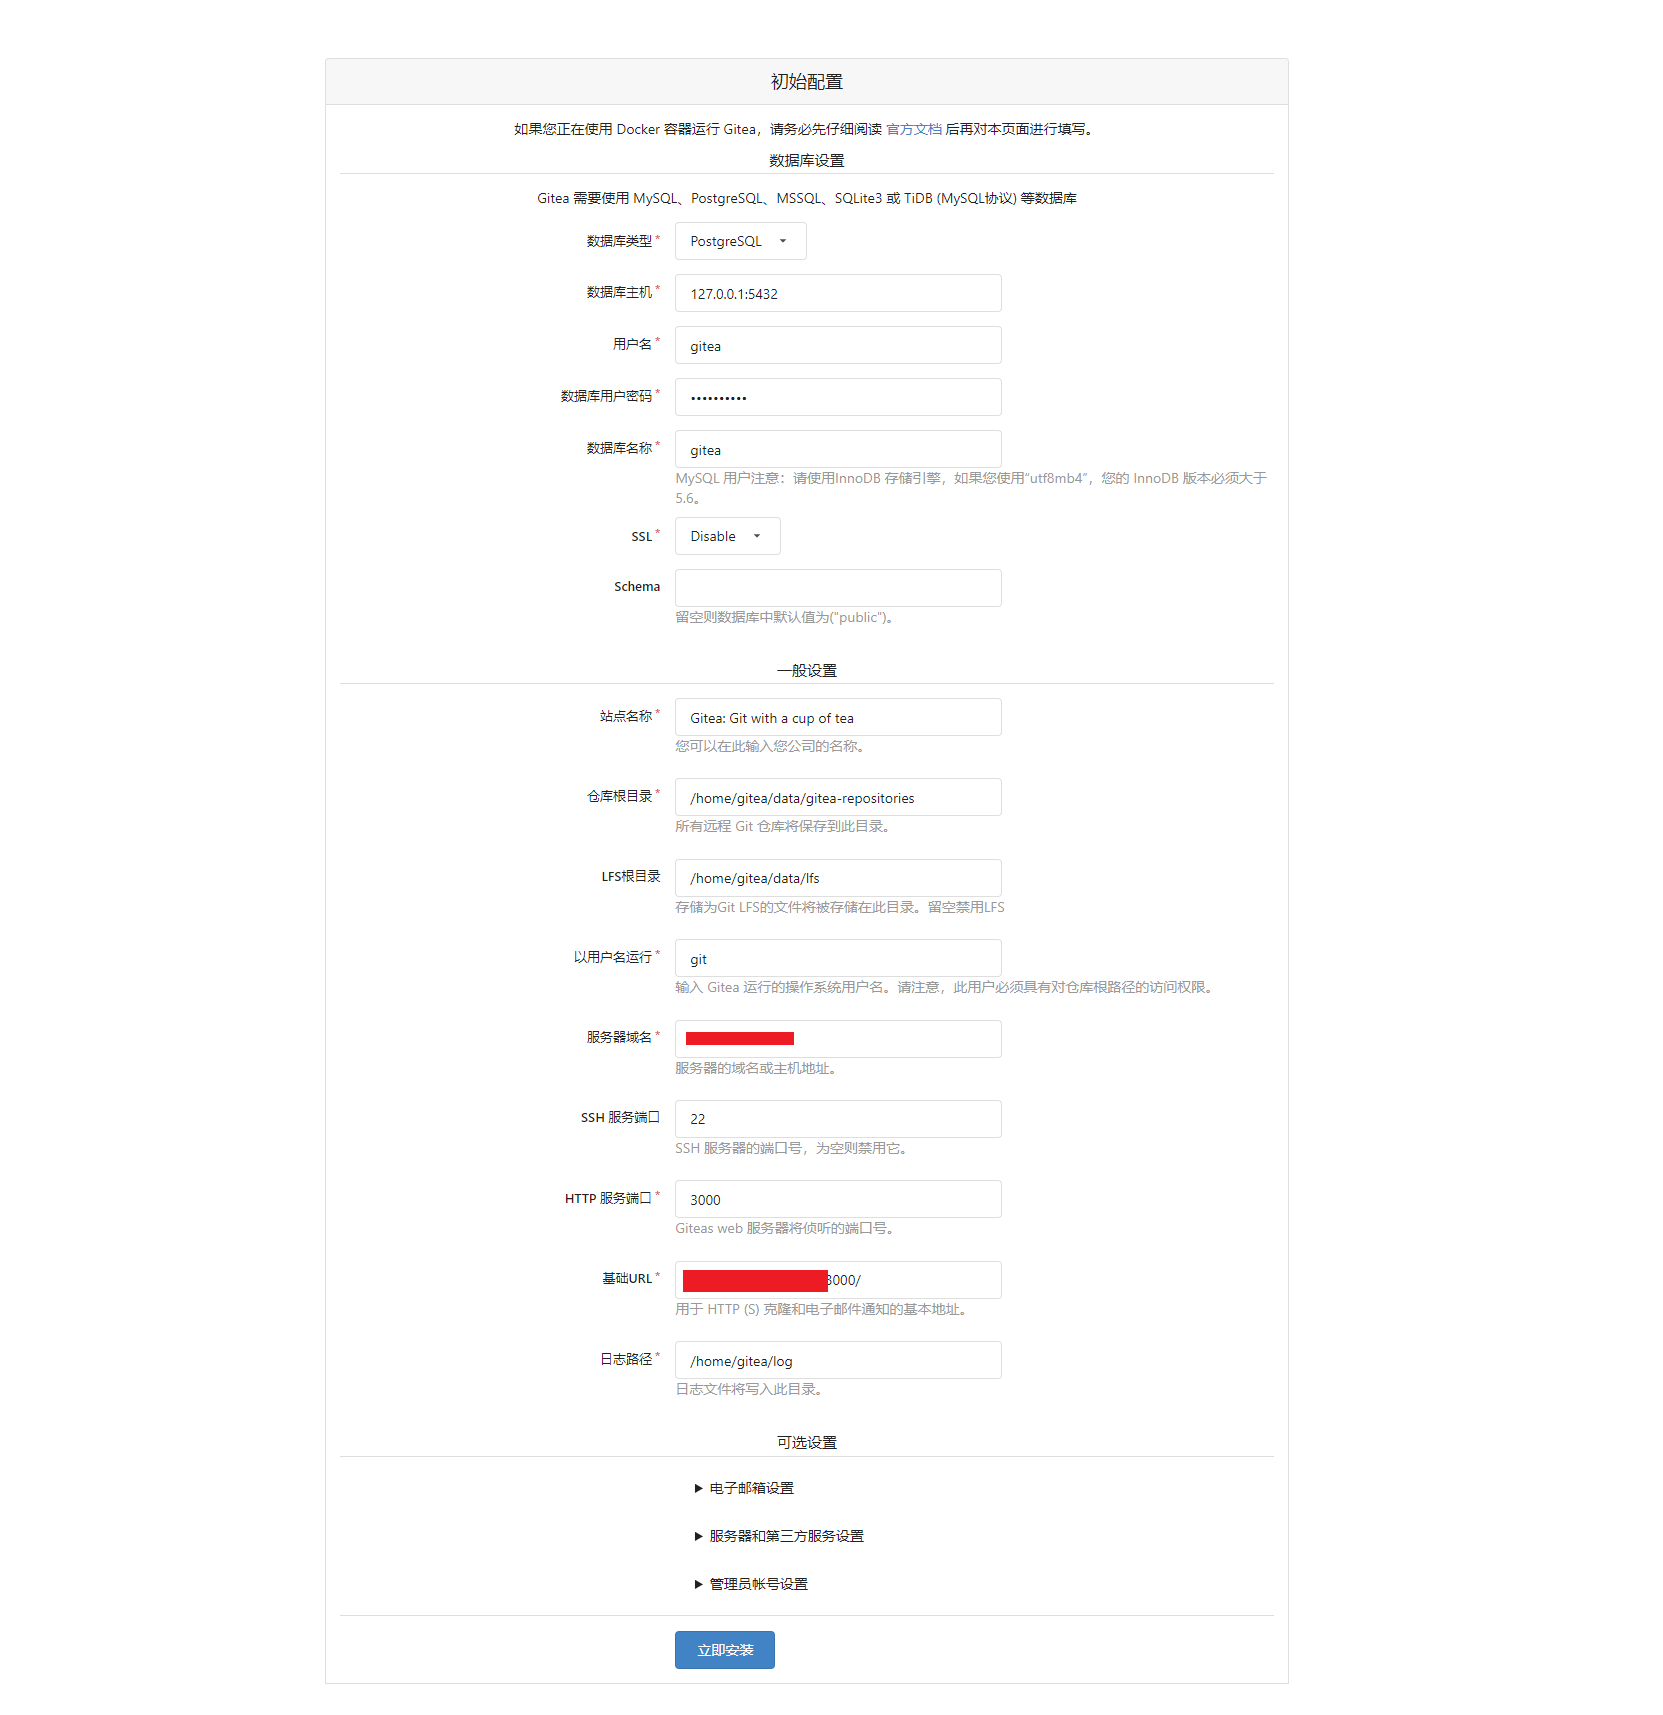 初始配置
如果您正在使用 Docker 容器运行 Gitea，请务必先仔细阅读 官方文档 后再对本页面进行填写。
数据库设置
Gitea 需要使用 MySQL、PostgreSQL、MSSQL、SQLite3 或 TiDB (MySQL协议) 等数据库
数据库类型* PostgreSQL
数据库主机* 127.0.0.1:5432
用户名* gitea
数据库用户密码* ••••••••••
数据库名称* gitea
MySQL 用户注意：请使用InnoDB 存储引擎，如果您使用“utf8mb4”，您的 InnoDB 版本必须大于
5.6。
SSL* Disable
Schema
留空则数据库中默认值为("public")。
一般设置
站点名称* Gitea: Git with a cup of tea
您可以在此输入您公司的名称。
仓库根目录* /home/gitea/data/gitea-repositories
所有远程 Git 仓库将保存到此目录。
LFS根目录 /home/gitea/data/lfs
存储为Git LFS的文件将被存储在此目录。留空禁用LFS
以用户名运行* git
输入 Gitea 运行的操作系统用户名。请注意，此用户必须具有对仓库根路径的访问权限。
服务器域名*
服务器的域名或主机地址。
SSH 服务端口 22
SSH 服务器的端口号，为空则禁用它。
HTTP 服务端口* 3000
Giteas web 服务器将侦听的端口号。
基础URL* 3000/
用于 HTTP (S) 克隆和电子邮件通知的基本地址。
日志路径* /home/gitea/log
日志文件将写入此目录。
可选设置
▶ 电子邮箱设置
▶ 服务器和第三方服务设置
▶ 管理员帐号设置
立即安装